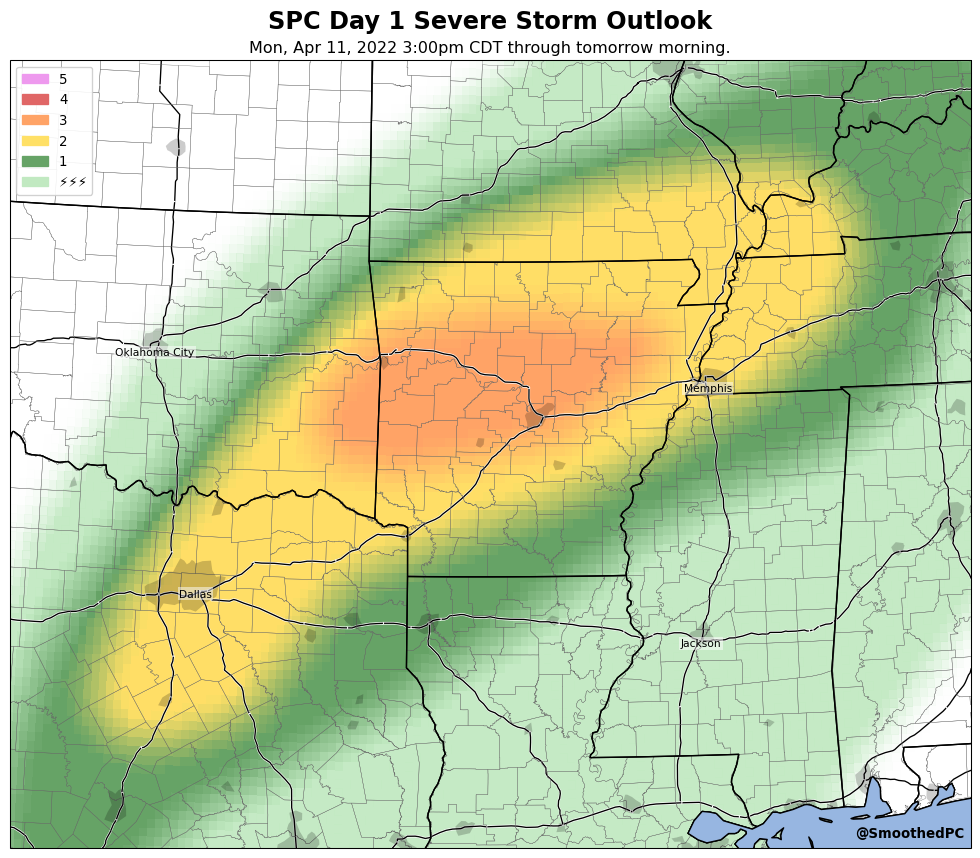 SPC Day 1 Severe Storm Outlook
Mon, Apr 11, 2022 3:00pm CDT through tomorrow morning.
5
4
3
2
1
⚡⚡⚡
Oklahoma City
Memphis
Dallas
Jackson
@SmoothedPC